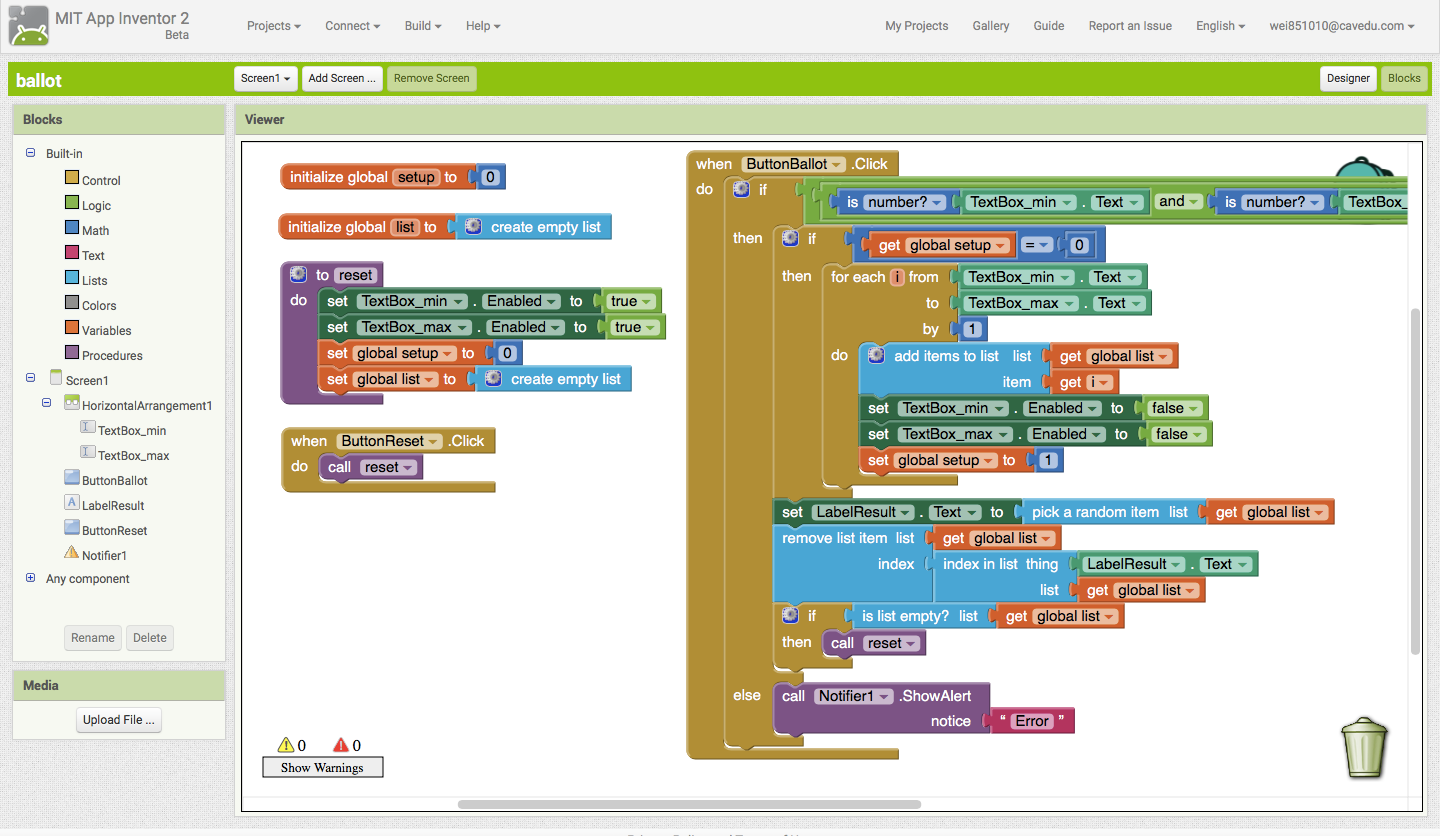 MIT App Inventor 2
Beta
Projects Connect Build Help My Projects Gallery Guide Report an Issue English wei851010@cavedu.com
ballot Screen1 Add Screen ... Remove Screen Designer Blocks
Blocks
Built-in
Control
Logic
Math
Text
Lists
Colors
Variables
Procedures
Screen1
HorizontalArrangement1
TextBox_min
TextBox_max
ButtonBallot
LabelResult
ButtonReset
Notifier1
Any component
Rename Delete
Media
Upload File ...
Viewer
initialize global setup to 0
initialize global list to create empty list
to reset
do set TextBox_min . Enabled to true
set TextBox_max . Enabled to true
set global setup to 0
set global list to create empty list
when ButtonReset .Click
do call reset
when ButtonBallot .Click
do if is number? TextBox_min . Text and is number? TextBox_
then if get global setup = 0
then for each i from TextBox_min . Text
to TextBox_max . Text
by 1
do add items to list list get global list
item get i
set TextBox_min . Enabled to false
set TextBox_max . Enabled to false
set global setup to 1
set LabelResult . Text to pick a random item list get global list
remove list item list get global list
index index in list thing LabelResult . Text
list get global list
if is list empty? list get global list
then call reset
else call Notifier1 .ShowAlert
notice " Error "
0 0
Show Warnings